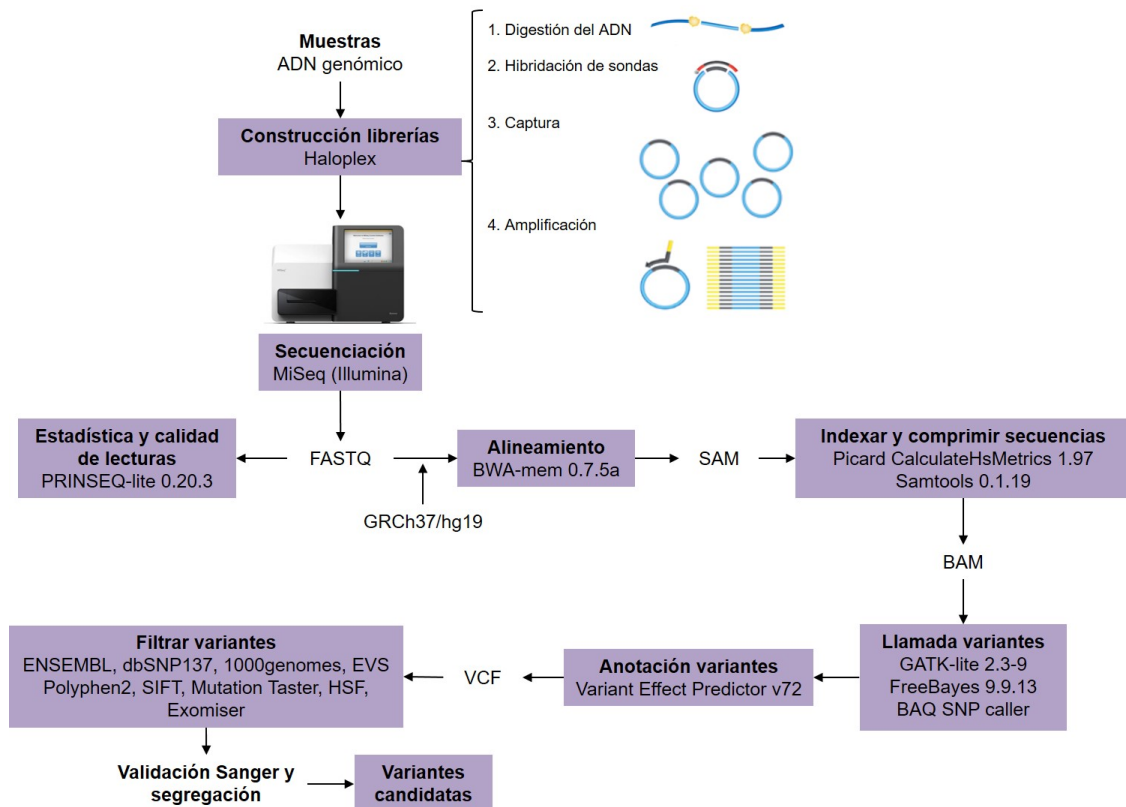 Muestras
ADN genómico
Construcción librerías
Haloplex
1. Digestión del ADN
2. Hibridación de sondas
3. Captura
4. Amplificación
Secuenciación
MiSeq (Illumina)
Estadística y calidad
de lecturas
PRINSEQ-lite 0.20.3
FASTQ
GRCh37/hg19
Alineamiento
BWA-mem 0.7.5a
SAM
Indexar y comprimir secuencias
Picard CalculateHsMetrics 1.97
Samtools 0.1.19
BAM
Llamada variantes
GATK-lite 2.3-9
FreeBayes 9.9.13
BAQ SNP caller
Anotación variantes
Variant Effect Predictor v72
VCF
Filtrar variantes
ENSEMBL, dbSNP137, 1000genomes, EVS
Polyphen2, SIFT, Mutation Taster, HSF,
Exomiser
Validación Sanger y
segregación
Variantes
candidatas